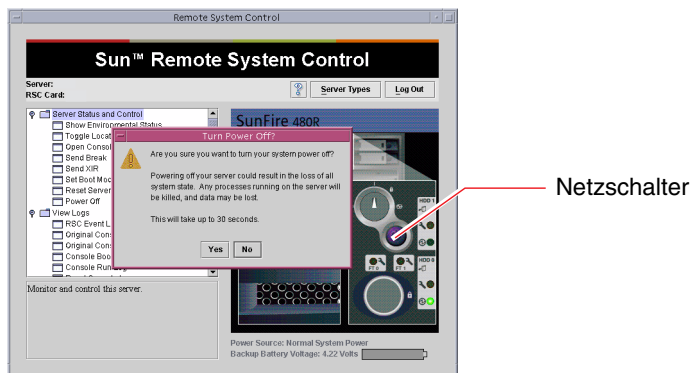 Remote System Control
Sun™ Remote System Control
Server:
RSC Card:
Server Types
Log Out
Server Status and Control
Show Environmental Status
Toggle Locat
Open Consol
Send Break
Send XIR
Set Boot Mod
Reset Server
Power Off
View Logs
RSC Event L
Original Con
Original Con
Console Boo
Console Run Log
Monitor and control this server.
SunFire 480R
Turn Power Off?
Are you sure you want to turn your system power off?
Powering off your server could result in the loss of all
system state. Any processes running on the server will
be killed, and data may be lost.
This will take up to 30 seconds.
Yes
No
HDD 1
FT 0
FT 1
HDD 0
Power Source: Normal System Power
Backup Battery Voltage: 4.22 Volts
Netzschalter